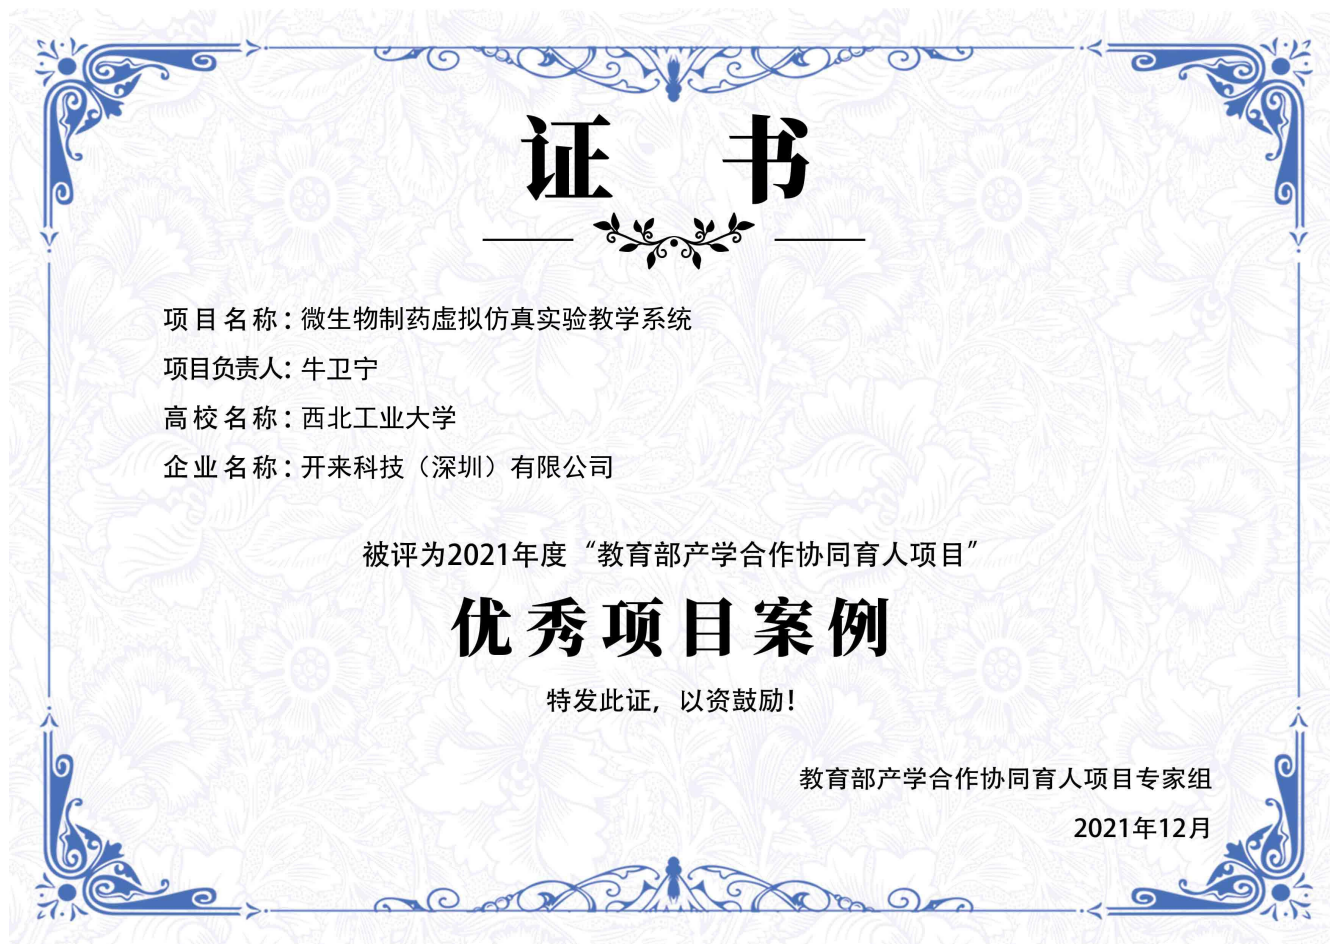 证 书
项目名称：微生物制药虚拟仿真实验教学系统
项目负责人：牛卫宁
高校名称：西北工业大学
企业名称：开来科技（深圳）有限公司
被评为2021年度“教育部产学合作协同育人项目”
优秀项目案例
特发此证，以资鼓励！
教育部产学合作协同育人项目专家组
2021年12月